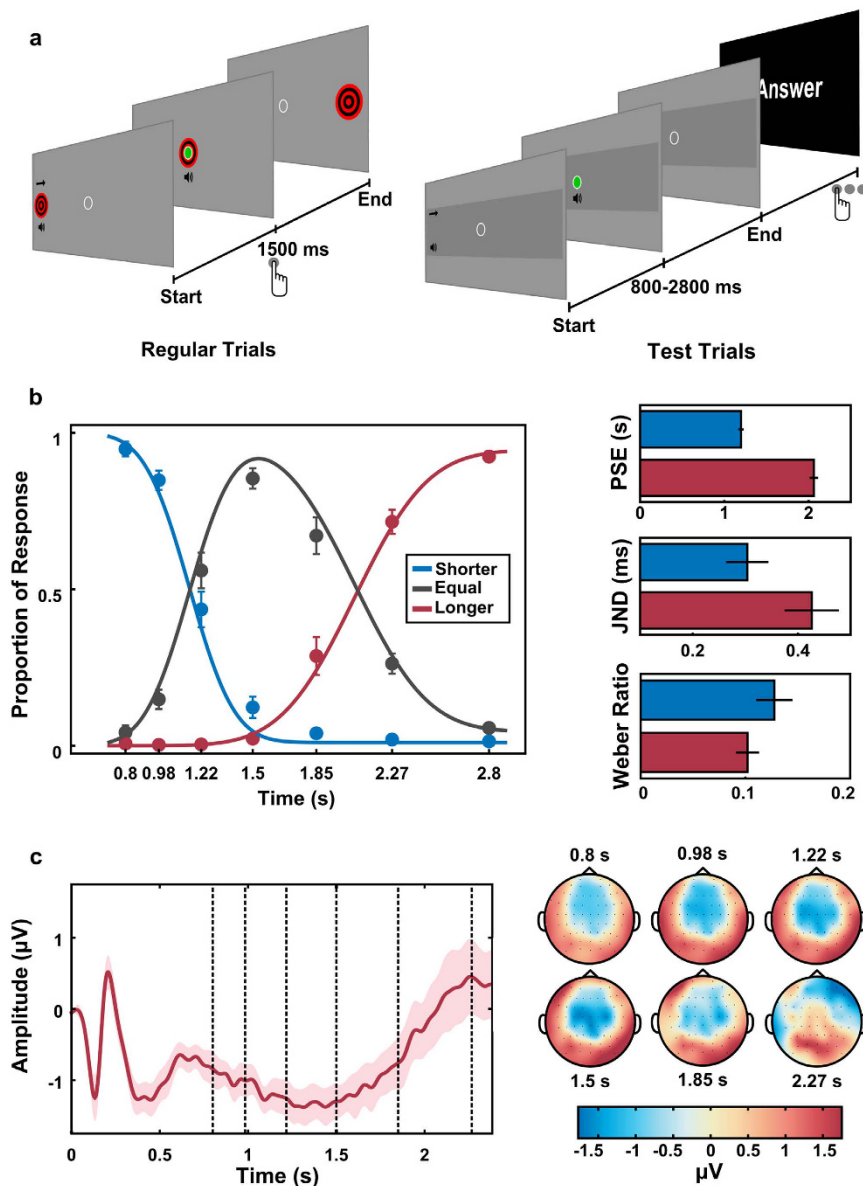 a
Answer
End
1500 ms
Start
End
800-2800 ms
Start
Regular Trials
Test Trials
b
Proportion of Response
1
0.5
0
Shorter
Equal
Longer
0.8 0.98 1.22 1.5 1.85 2.27 2.8
Time (s)
PSE (s)
0 1 2
JND (ms)
0.2 0.4
Weber Ratio
0 0.1 0.2
c
Amplitude (µV)
1
0
-1
0 0.5 1 1.5 2
Time (s)
0.8 s 0.98 s 1.22 s
1.5 s 1.85 s 2.27 s
-1.5 -1 -0.5 0 0.5 1 1.5
µV